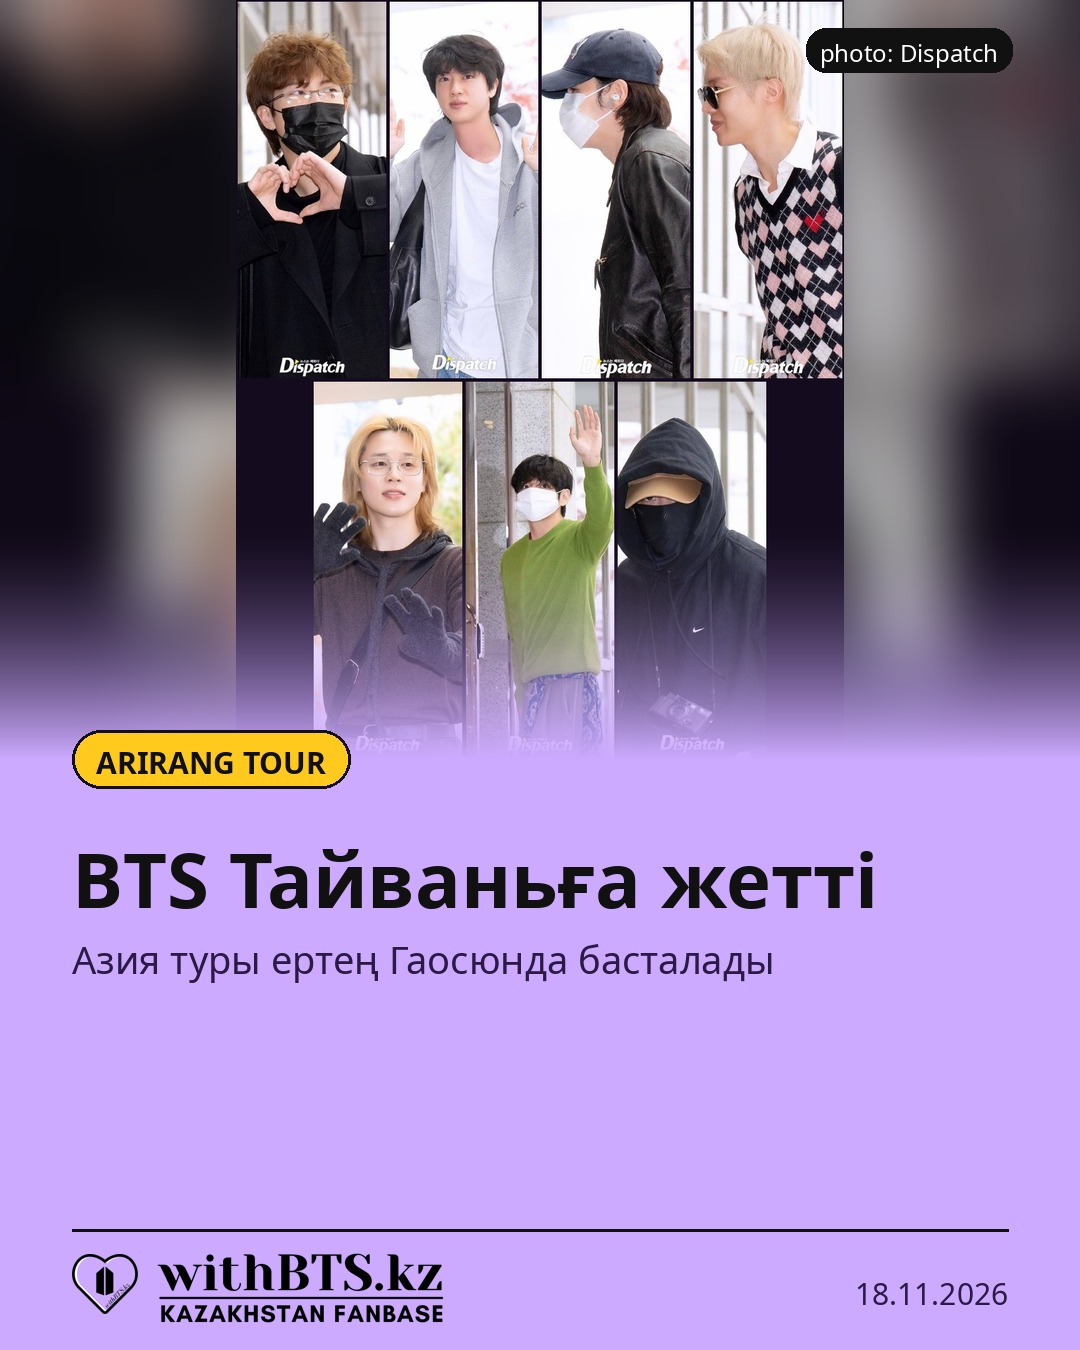 photo: Dispatch
Dispatch
Dispatch
Dispatch
Dispatch
Dispatch
Dispatch
Dispatch
ARIRANG TOUR
BTS Тайваньға жетті
Азия туры ертең Гаосюнда басталады
withBTS.kz
KAZAKHSTAN FANBASE
18.11.2026